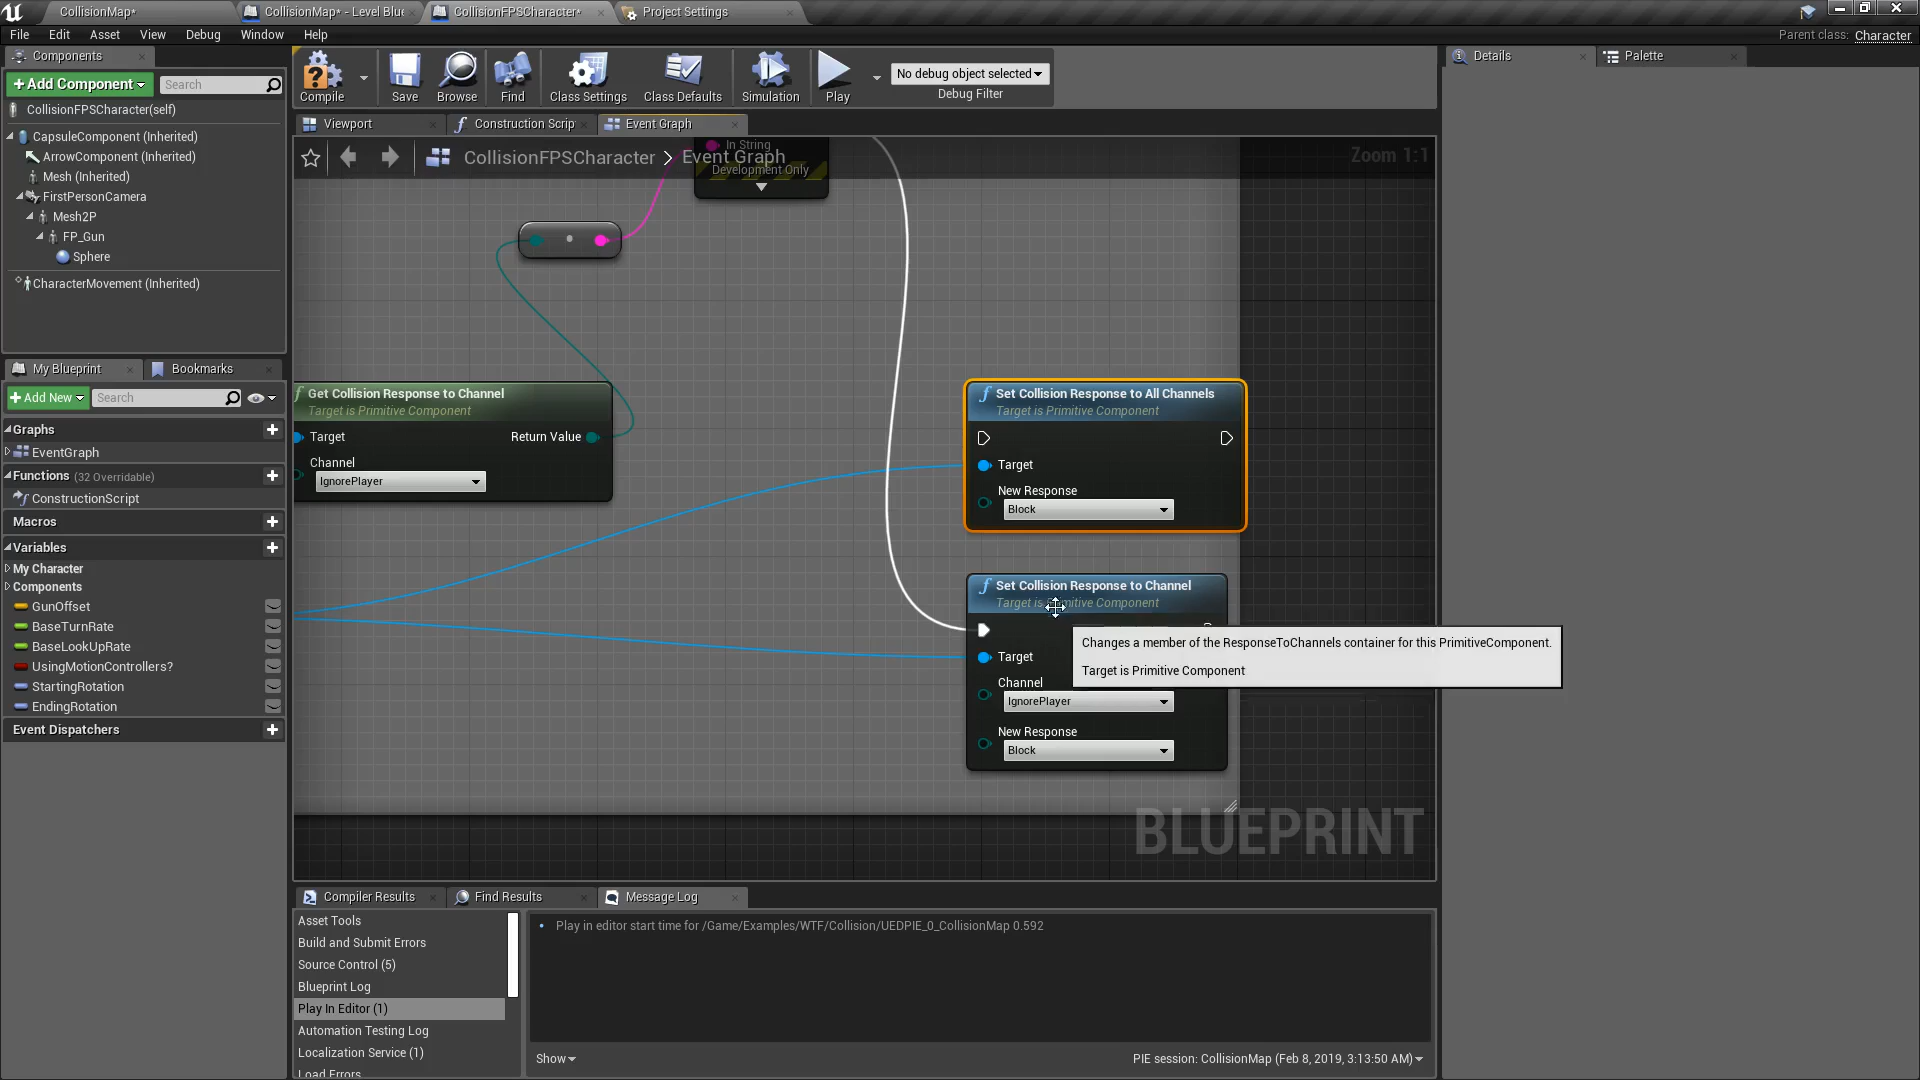 CollisionMap*
CollisionMap* - Level Blue
CollisionFPSCharacter*
Project Settings
File
Edit
Asset
View
Debug
Window
Help
Parent class: Character
Components
+Add Component
Search
CollisionFPSCharacter(self)
CapsuleComponent (Inherited)
ArrowComponent (Inherited)
Mesh (Inherited)
FirstPersonCamera
Mesh2P
FP_Gun
Sphere
CharacterMovement (Inherited)
My Blueprint
Bookmarks
+Add New
Search
Graphs
EventGraph
Functions (32 Overridable)
ConstructionScript
Macros
Variables
My Character
Components
GunOffset
BaseTurnRate
BaseLookUpRate
UsingMotionControllers?
StartingRotation
EndingRotation
Event Dispatchers
Compile
Save
Browse
Find
Class Settings
Class Defaults
Simulation
Play
No debug object selected
Debug Filter
Viewport
Construction Scrip
Event Graph
CollisionFPSCharacter > Event Graph
Zoom 1:1
In String
Development Only
Get Collision Response to Channel
Target is Primitive Component
Target
Return Value
Channel
IgnorePlayer
Set Collision Response to All Channels
Target is Primitive Component
Target
New Response
Block
Set Collision Response to Channel
Target is Primitive Component
Target
Channel
IgnorePlayer
New Response
Block
Changes a member of the ResponseToChannels container for this PrimitiveComponent.
Target is Primitive Component
BLUEPRINT
Details
Palette
Compiler Results
Find Results
Message Log
Asset Tools
Build and Submit Errors
Source Control (5)
Blueprint Log
Play In Editor (1)
Automation Testing Log
Localization Service (1)
Load Errors
Play in editor start time for /Game/Examples/WTF/Collision/UEDPIE_0_CollisionMap 0.592
Show
PIE session: CollisionMap (Feb 8, 2019, 3:13:50 AM)